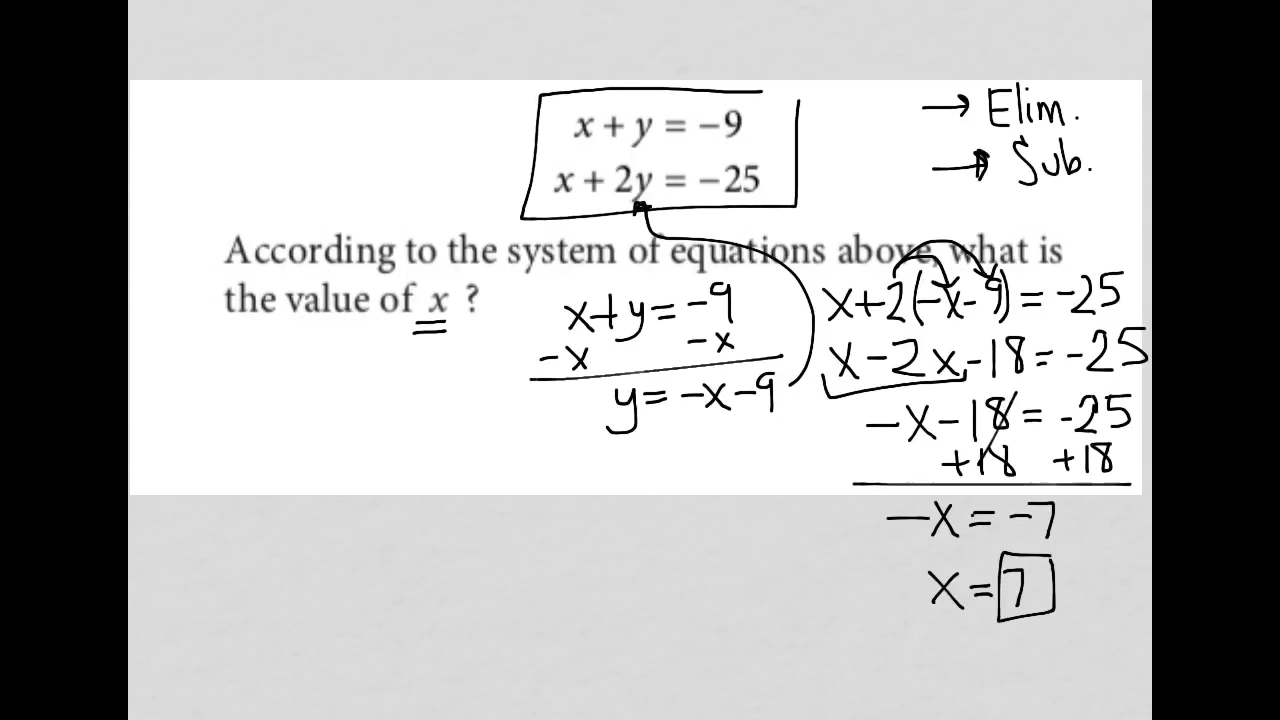 x + y = −9
x + 2y = −25
→ Elim.
→ Sub.
According to the system of equations above, what is
the value of x ?
x+y=-9
-x -x
y=-x-9
x+2(-x-9)=-25
x-2x-18=-25
-x-18=-25
+18 +18
-x=-7
x=7